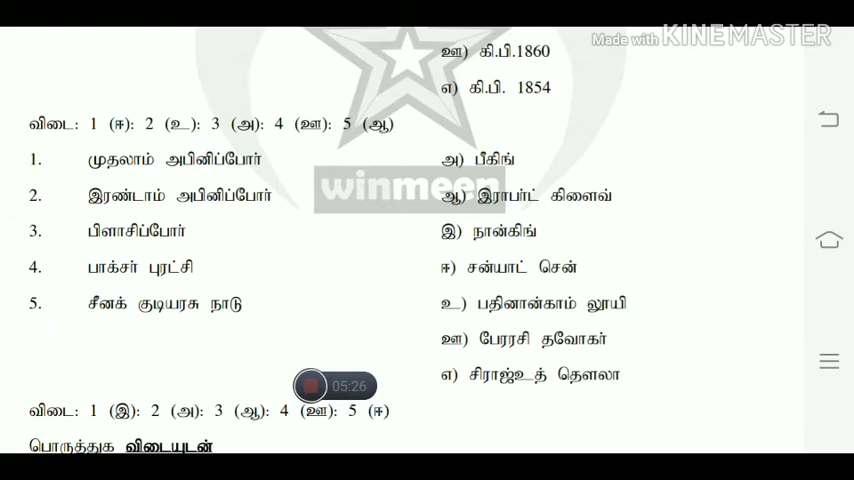 Made with KINEMASTER
ஊ) கி.பி.1860
எ) கி.பி. 1854
விடை: 1 (ஈ): 2 (உ): 3 (அ): 4 (ஊ): 5 (ஆ)
1. முதலாம் அபினிப்போர் அ) பீகிங்
winmeen
2. இரண்டாம் அபினிப்போர் ஆ) இராபர்ட் கிளைவ்
3. பிளாசிப்போர் இ) நான்கிங்
4. பாக்சர் புரட்சி ஈ) சன்யாட் சென்
5. சீனக் குடியரசு நாடு உ) பதினான்காம் லூயி
ஊ) பேரரசி தவோகர்
எ) சிராஜ்உத் தௌலா
05:26
விடை: 1 (இ): 2 (அ): 3 (ஆ): 4 (ஊ): 5 (ஈ)
பொருத்துக விடையுடன்